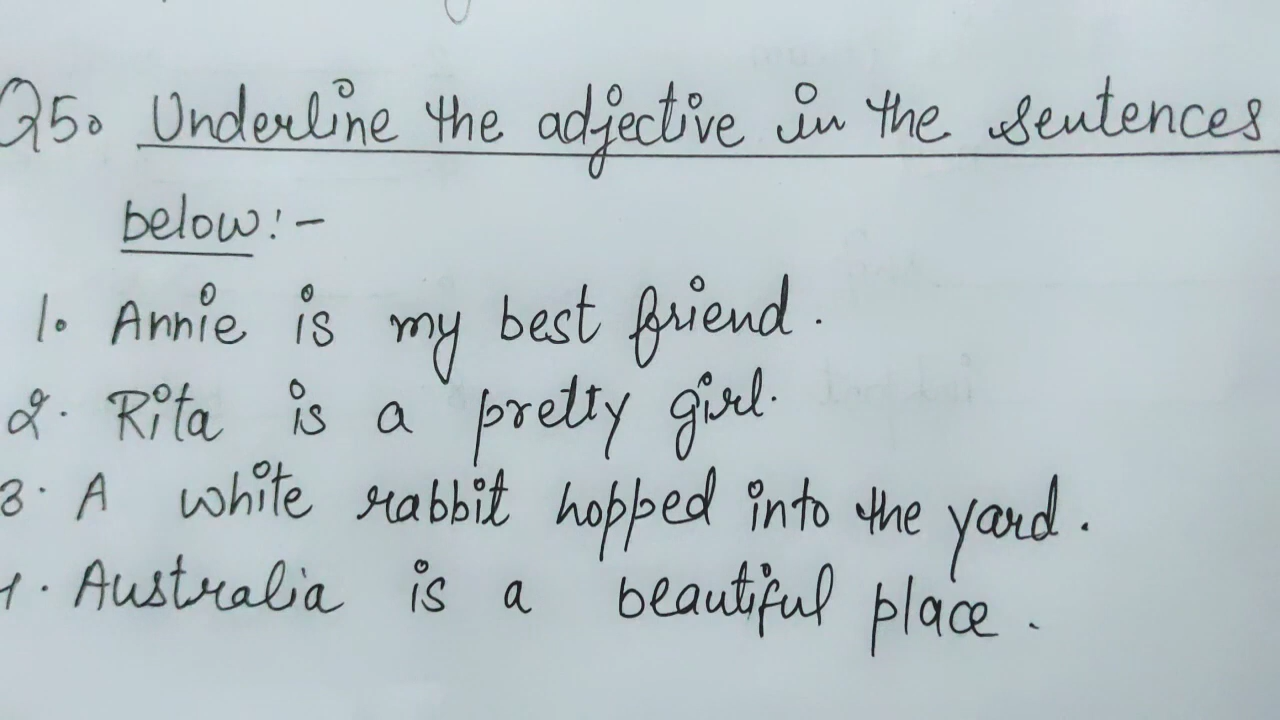 Q5. Underline the adjective in the sentences
below:-
1. Annie is my best friend.
2. Rita is a pretty girl.
3. A white rabbit hopped into the yard.
4. Australia is a beautiful place.